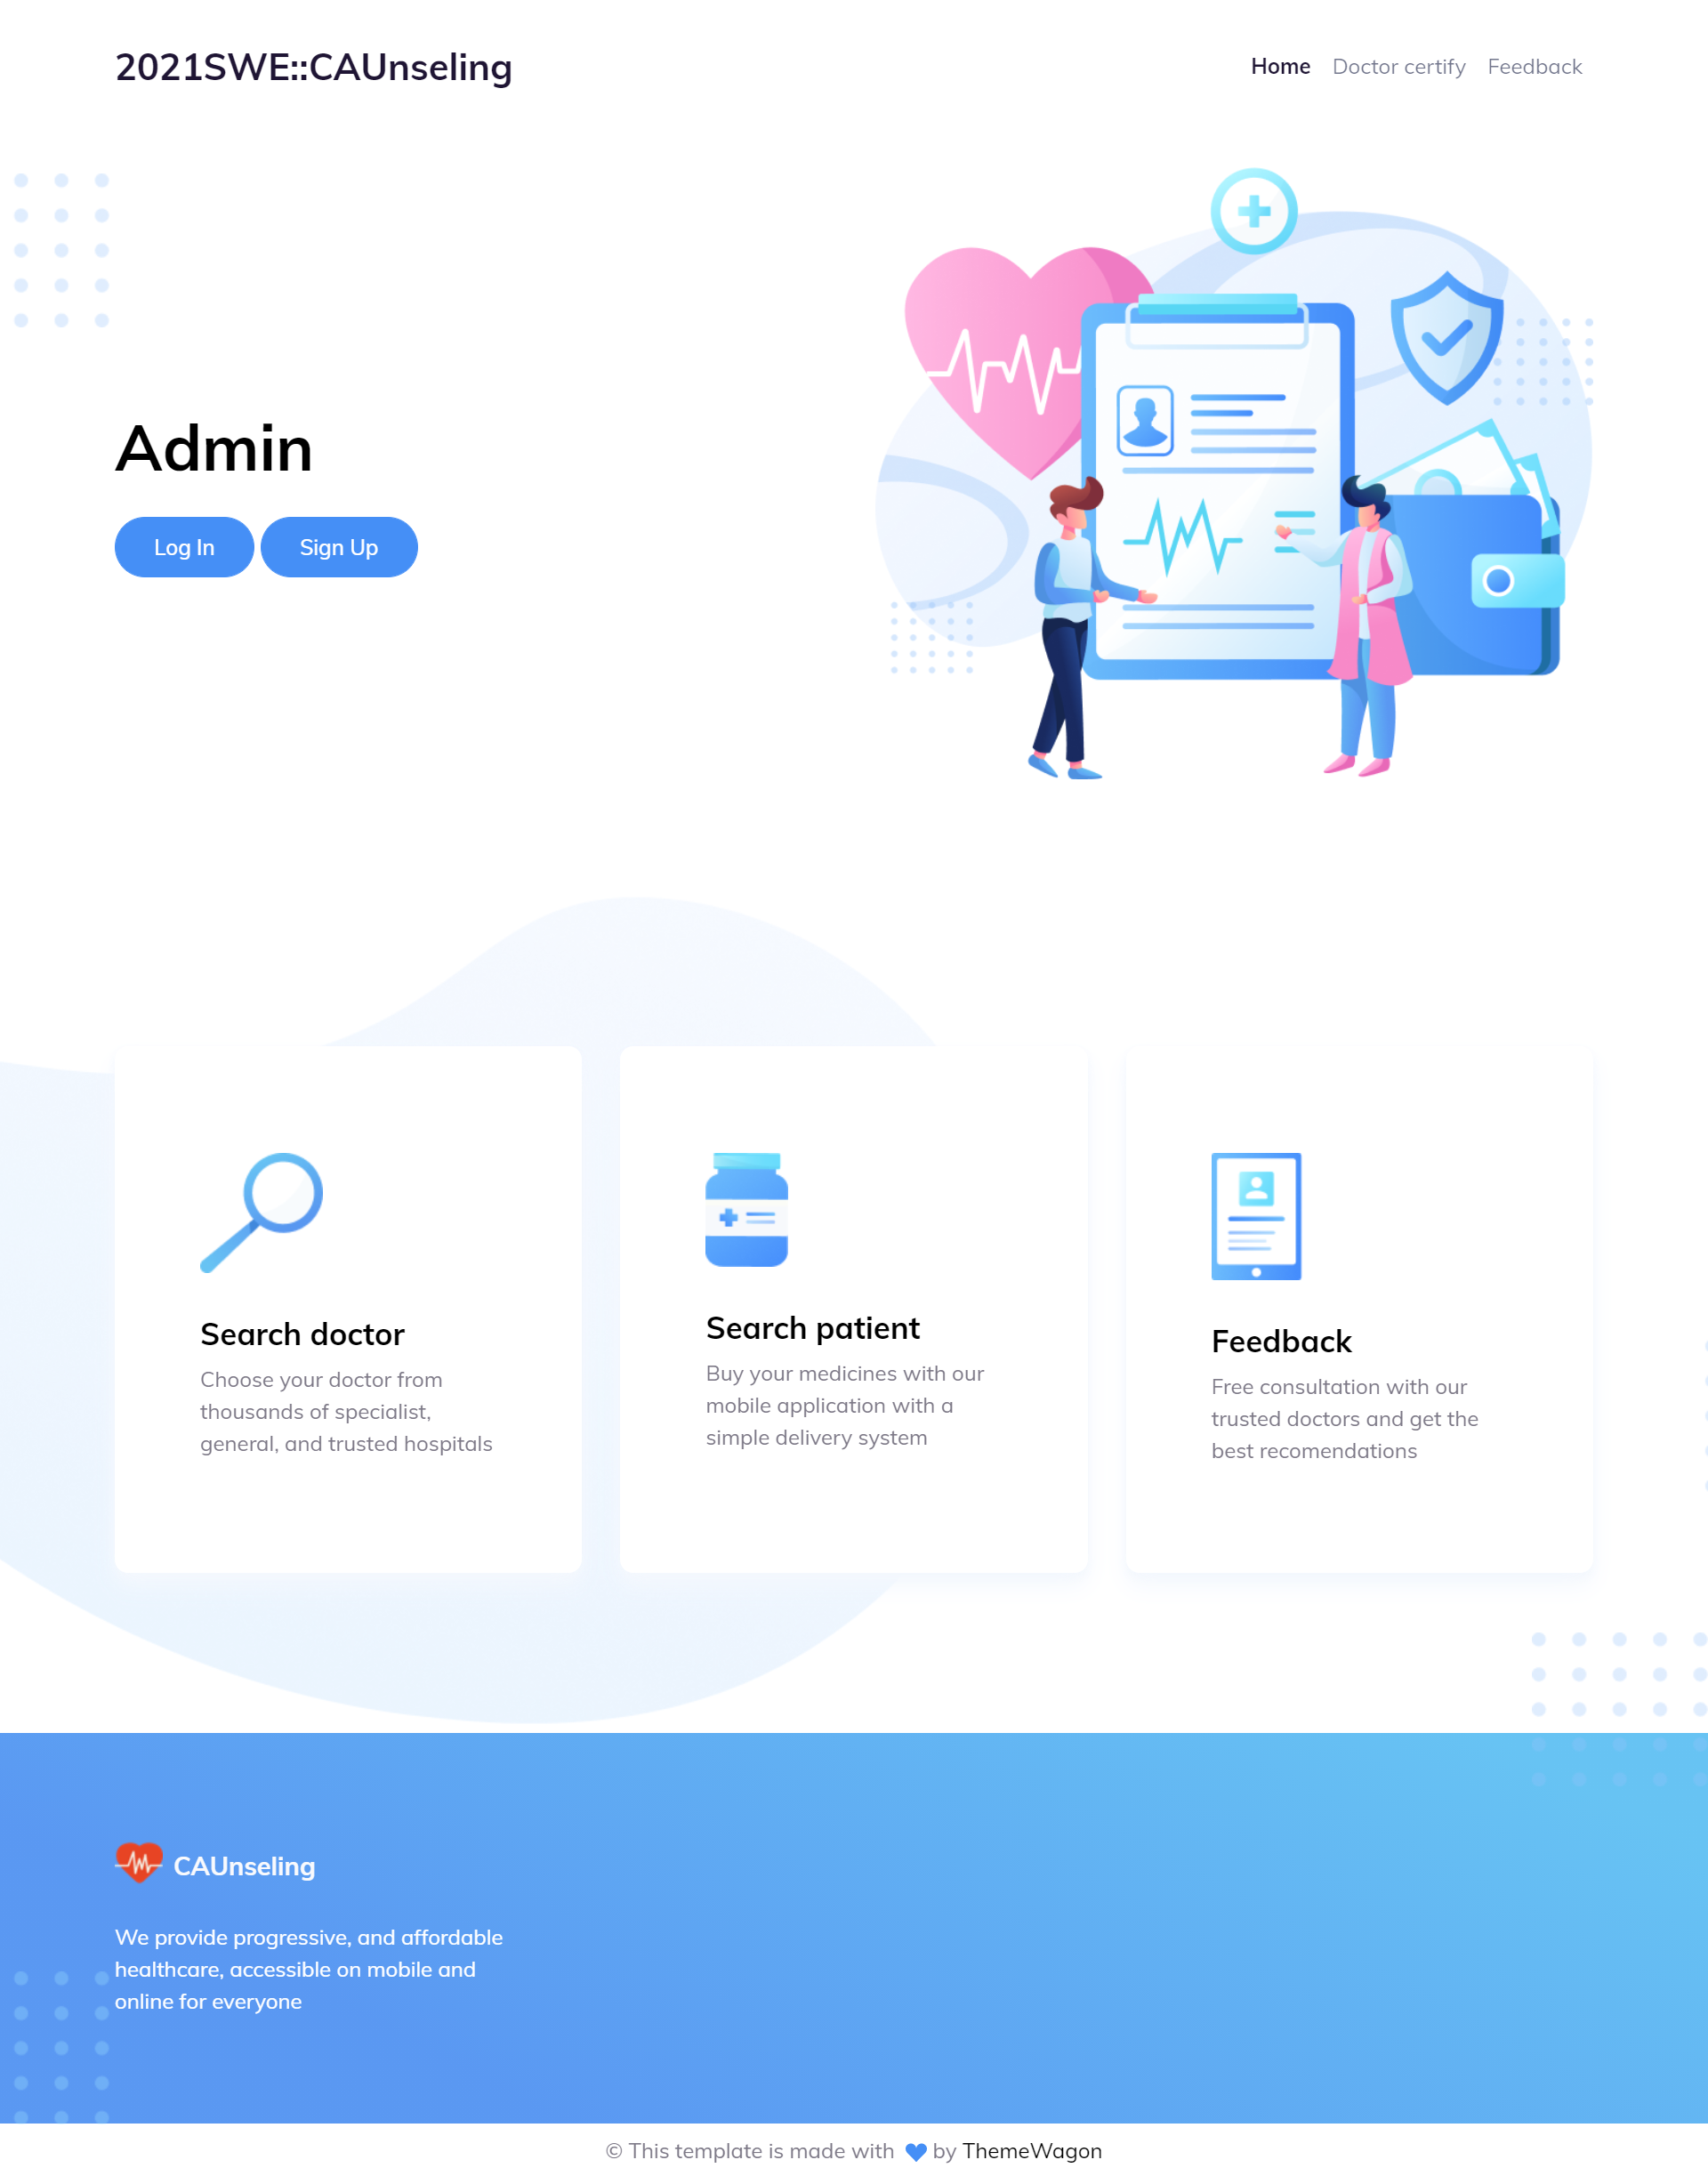 2021SWE::CAUnseling
Home Doctor certify Feedback
Admin
Log In Sign Up
Search doctor
Choose your doctor from
thousands of specialist,
general, and trusted hospitals
Search patient
Buy your medicines with our
mobile application with a
simple delivery system
Feedback
Free consultation with our
trusted doctors and get the
best recomendations
CAUnseling
We provide progressive, and affordable
healthcare, accessible on mobile and
online for everyone
© This template is made with by ThemeWagon